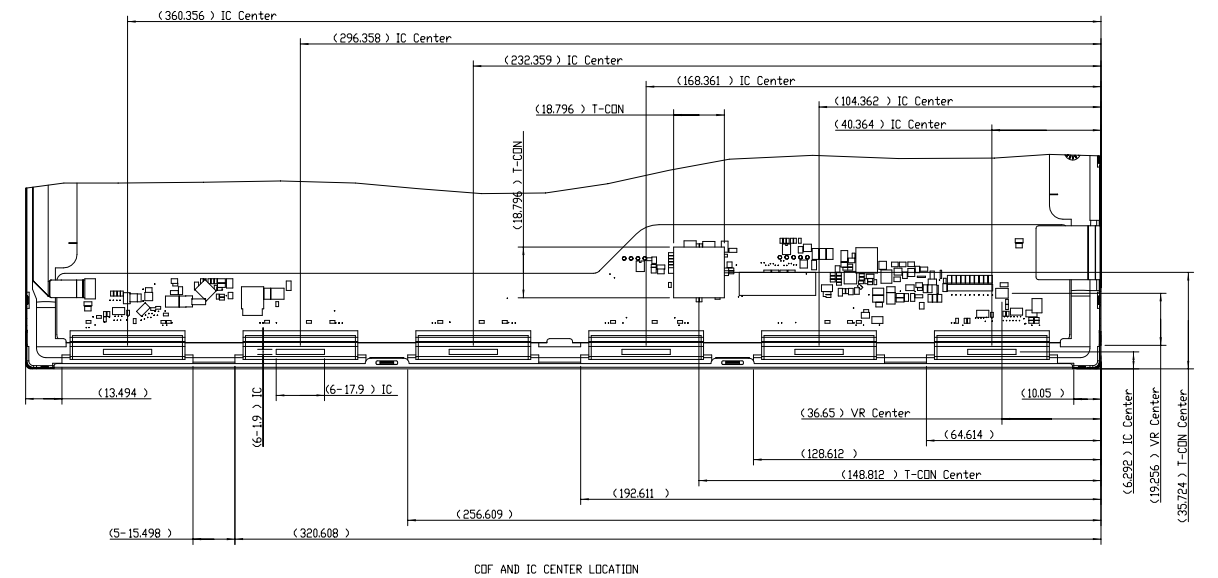 (360.356 ) IC Center
(296.358 ) IC Center
(232.359 ) IC Center
(168.361 ) IC Center
(104.362 ) IC Center
(18.796 ) T-CON
(40.364 ) IC Center
(18.796 ) T-CON
(13.494 )
(6-1.9 ) IC
(6-17.9 ) IC
(10.05 )
(36.65 ) VR Center
(64.614 )
(128.612 )
(148.812 ) T-CON Center
(192.611 )
(256.609 )
(5-15.498 )
(320.608 )
(6.292 ) IC Center
(19.256 ) VR Center
(35.724 ) T-CON Center
COF AND IC CENTER LOCATION